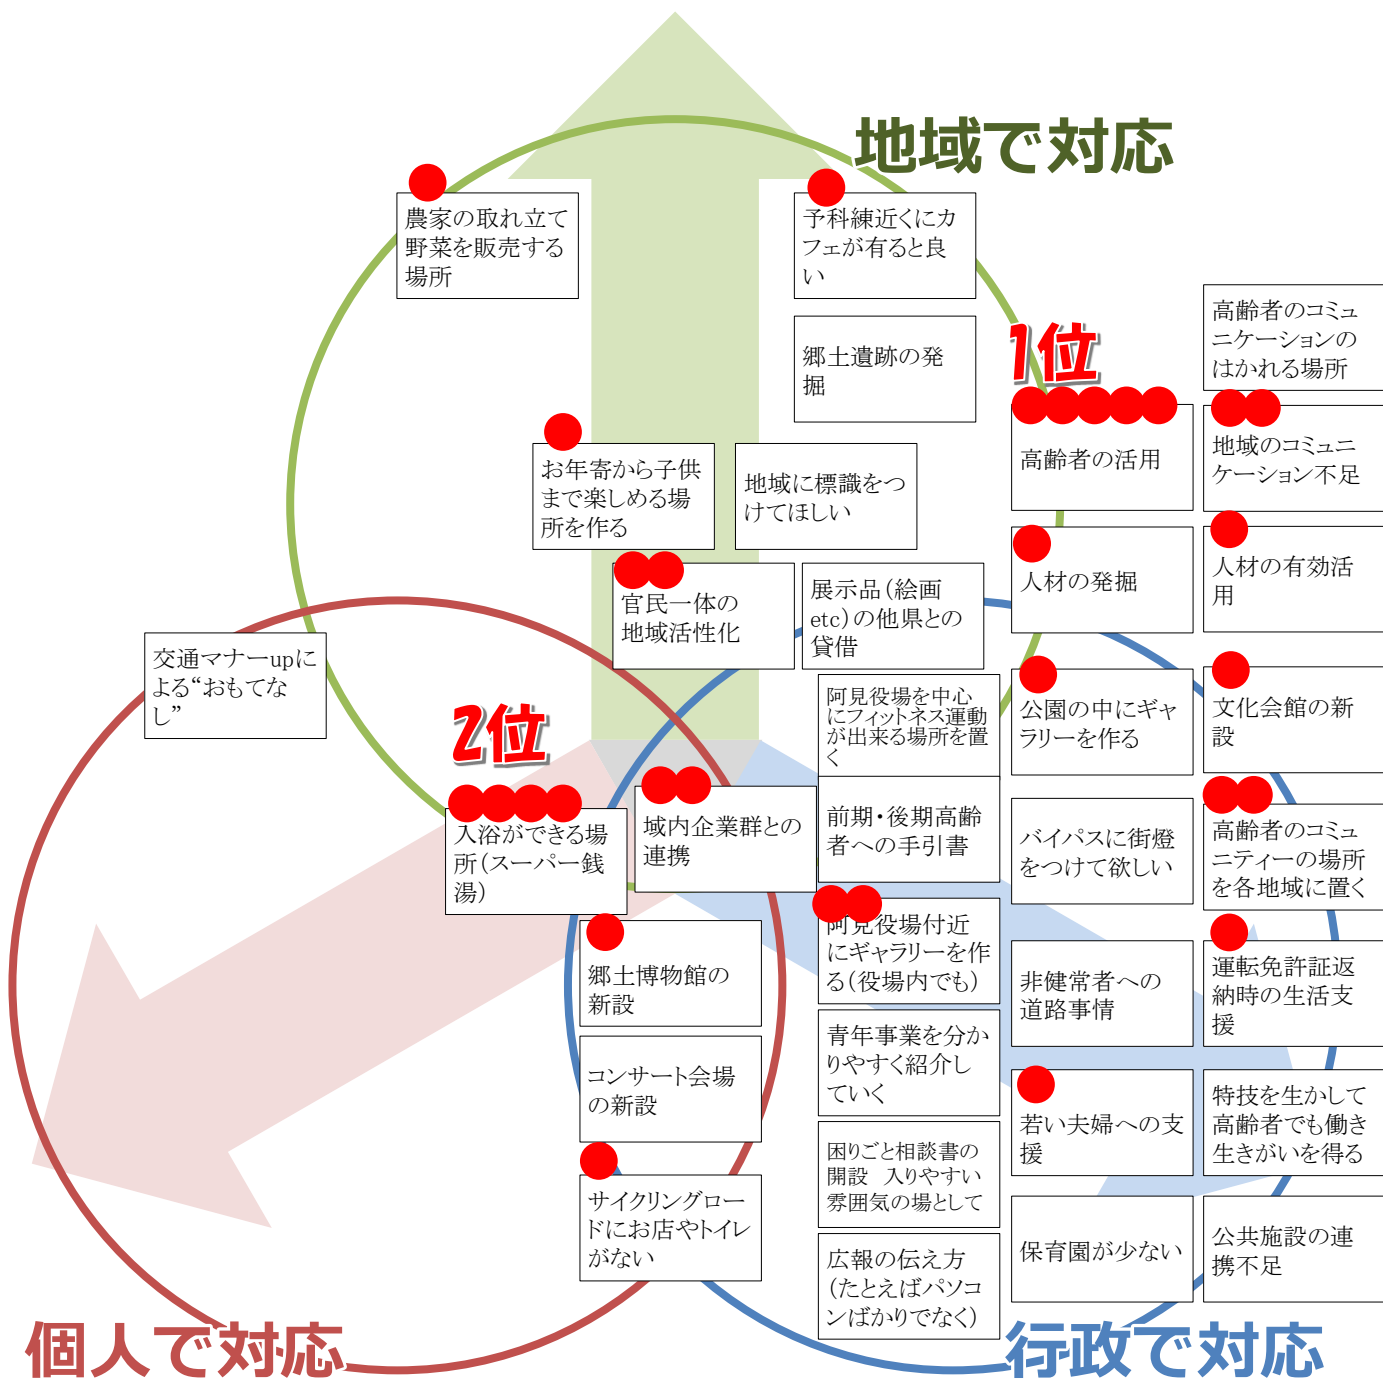 地域で対応
農家の取れ立て
野菜を販売する
場所
予科練近くにカ
フェが有ると良
い
郷土遺跡の発
掘
1位
高齢者のコミュ
ニケーションの
はかれる場所
高齢者の活用
地域のコミュニ
ケーション不足
お年寄から子供
まで楽しめる場
所を作る
地域に標識をつ
けてほしい
人材の発掘
人材の有効活
用
官民一体の
地域活性化
展示品(絵画
etc)の他県との
貸借
交通マナーupに
よる“おもてな
し”
阿見役場を中心
にフィットネス運動
が出来る場所を置
く
公園の中にギャ
ラリーを作る
文化会館の新
設
2位
入浴ができる場
所(スーパー銭
湯)
域内企業群との
連携
前期・後期高齢
者への手引書
バイパスに街燈
をつけて欲しい
高齢者のコミュ
ニティーの場所
を各地域に置く
郷土博物館の
新設
阿見役場付近
にギャラリーを作
る(役場内でも)
非健常者への
道路事情
運転免許証返
納時の生活支
援
コンサート会場
の新設
青年事業を分か
りやすく紹介し
ていく
若い夫婦への支
援
特技を生かして
高齢者でも働き
生きがいを得る
サイクリングロー
ドにお店やトイレ
がない
困りごと相談書の
開設　入りやすい
雰囲気の場として
保育園が少ない
公共施設の連
携不足
広報の伝え方
(たとえばパソコ
ンばかりでなく)
個人で対応
行政で対応